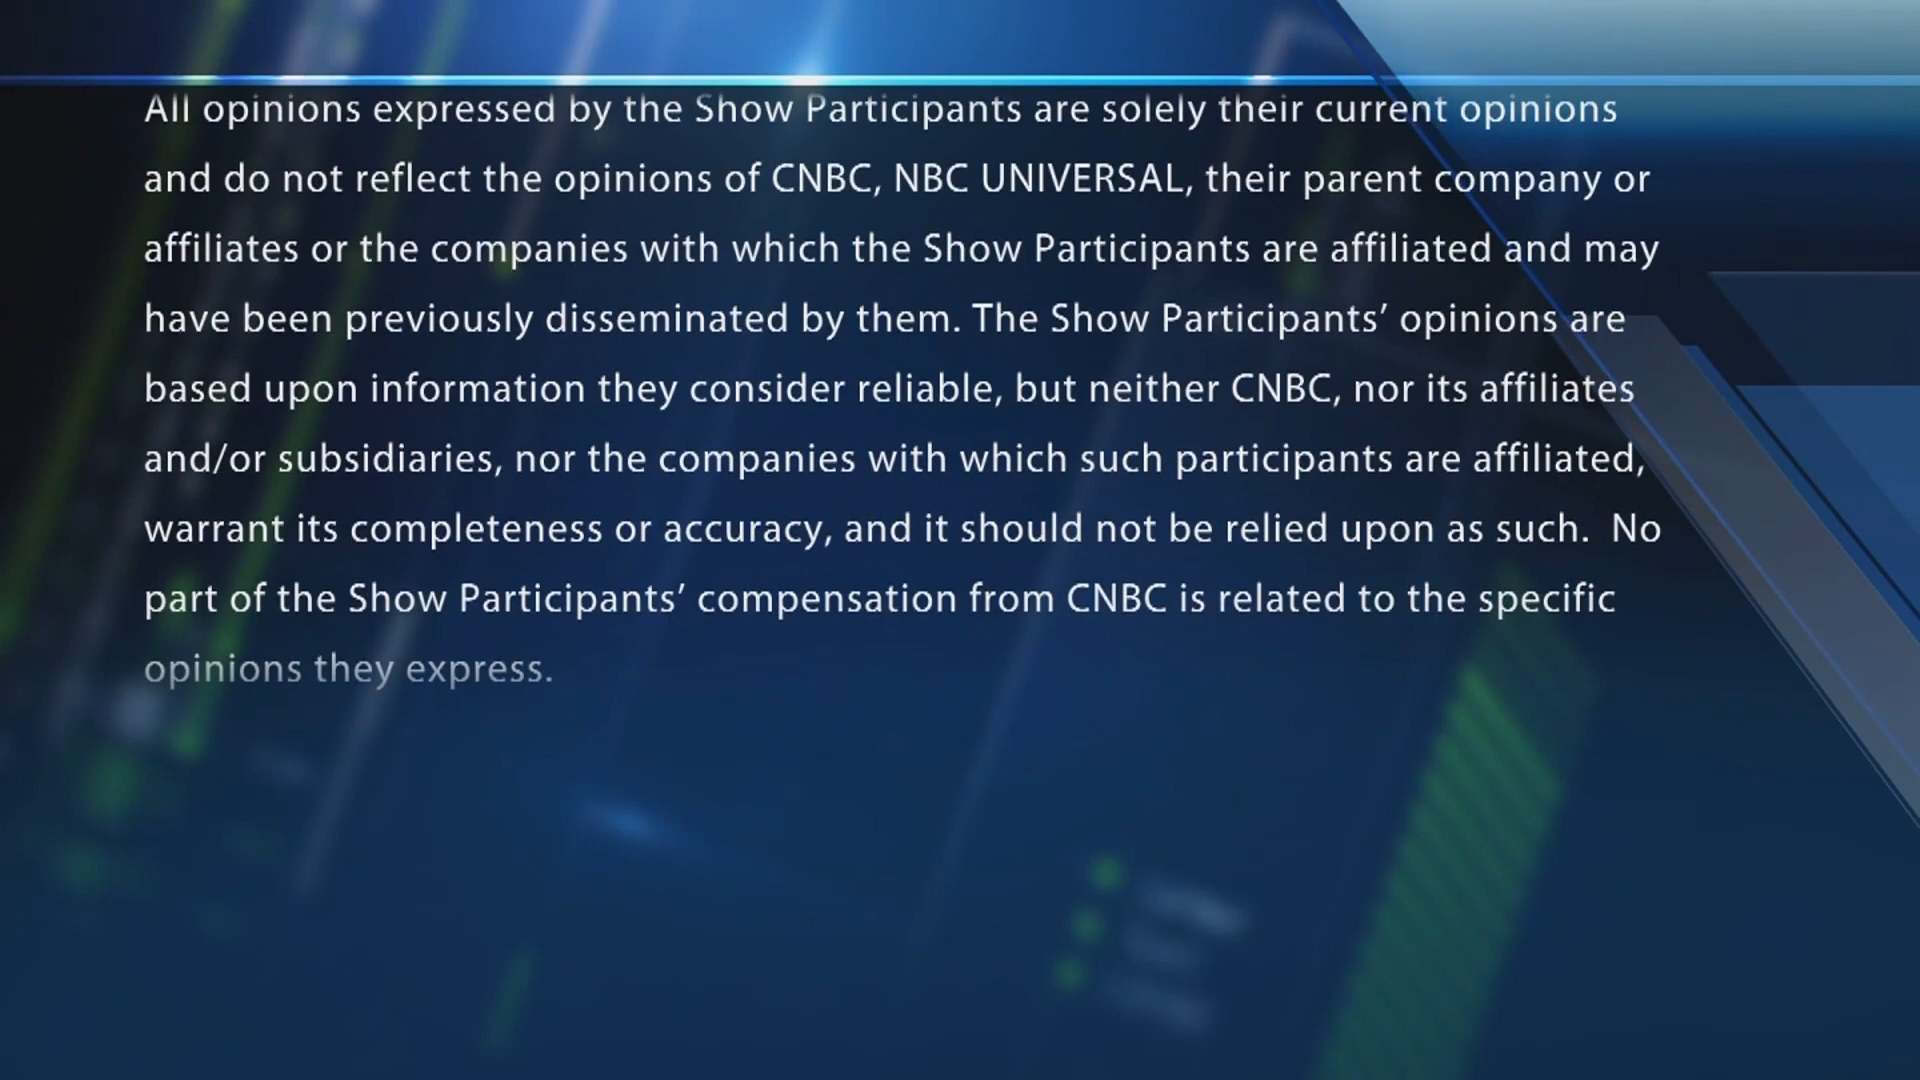 All opinions expressed by the Show Participants are solely their current opinions
and do not reflect the opinions of CNBC, NBC UNIVERSAL, their parent company or
affiliates or the companies with which the Show Participants are affiliated and may
have been previously disseminated by them. The Show Participants’ opinions are
based upon information they consider reliable, but neither CNBC, nor its affiliates
and/or subsidiaries, nor the companies with which such participants are affiliated,
warrant its completeness or accuracy, and it should not be relied upon as such.  No
part of the Show Participants’ compensation from CNBC is related to the specific
opinions they express.